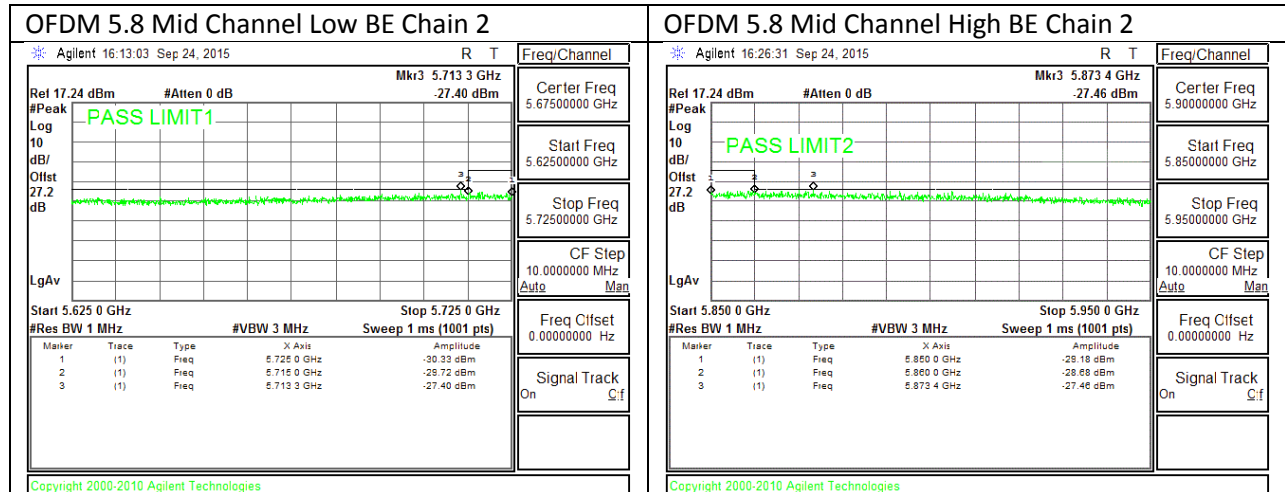 OFDM 5.8 Mid Channel Low BE Chain 2
Agilent 16:13:03 Sep 24, 2015 R T
Freq/Channel
Mkr3 5.713 3 GHz
Ref 17.24 dBm #Atten 0 dB -27.40 dBm
#Peak
Log
10
dB/
Offst
27.2
dB
PASS LIMIT1
LgAv
Start 5.625 0 GHz Stop 5.725 0 GHz
#Res BW 1 MHz #VBW 3 MHz Sweep 1 ms (1001 pts)
Marker Trace Type X Axis Amplitude
1 (1) Freq 5.725 0 GHz -30.33 dBm
2 (1) Freq 5.715 0 GHz -29.72 dBm
3 (1) Freq 5.713 3 GHz -27.40 dBm
Center Freq
5.67500000 GHz
Start Freq
5.62500000 GHz
Stop Freq
5.72500000 GHz
CF Step
10.0000000 MHz
Auto Man
Freq Offset
0.00000000 Hz
Signal Track
On Off
Copyright 2000-2010 Agilent Technologies
OFDM 5.8 Mid Channel High BE Chain 2
Agilent 16:26:31 Sep 24, 2015 R T
Freq/Channel
Mkr3 5.873 4 GHz
Ref 17.24 dBm #Atten 0 dB -27.46 dBm
#Peak
Log
10
dB/
Offst
27.2
dB
PASS LIMIT2
LgAv
Start 5.850 0 GHz Stop 5.950 0 GHz
#Res BW 1 MHz #VBW 3 MHz Sweep 1 ms (1001 pts)
Marker Trace Type X Axis Amplitude
1 (1) Freq 5.850 0 GHz -29.18 dBm
2 (1) Freq 5.860 0 GHz -28.68 dBm
3 (1) Freq 5.873 4 GHz -27.46 dBm
Center Freq
5.90000000 GHz
Start Freq
5.85000000 GHz
Stop Freq
5.95000000 GHz
CF Step
10.0000000 MHz
Auto Man
Freq Offset
0.00000000 Hz
Signal Track
On Off
Copyright 2000-2010 Agilent Technologies